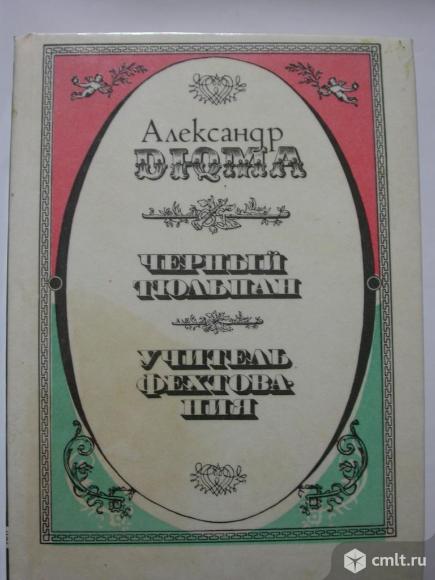 Александр
ДЮМА
ЧЕРНЫЙ
ТЮЛЬПАН
УЧИТЕЛЬ
ФЕХТОВА-
НИЯ
cmlt.ru